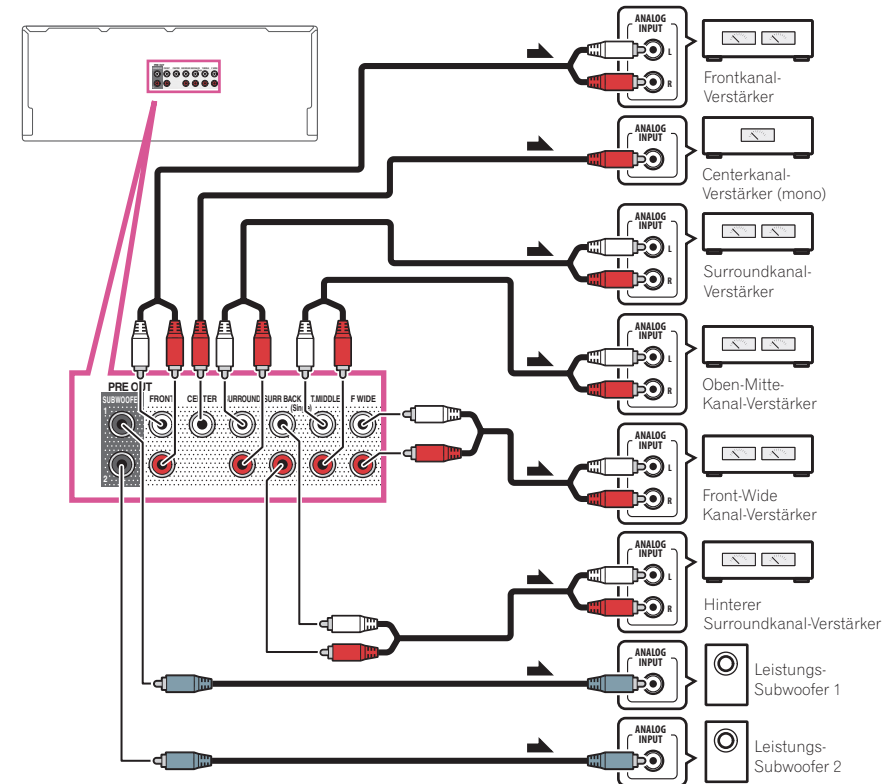 ANALOG
INPUT
L
R
Frontkanal-
Verstärker
ANALOG
INPUT
Centerkanal-
Verstärker (mono)
ANALOG
INPUT
L
R
Surroundkanal-
Verstärker
ANALOG
INPUT
L
R
Oben-Mitte-
Kanal-Verstärker
PRE OUT
SUBWOOFER FRONT CENTER SURROUND SURR BACK T.MIDDLE F WIDE
(Single)
1
2
ANALOG
INPUT
L
R
Front-Wide
Kanal-Verstärker
ANALOG
INPUT
L
R
Hinterer
Surroundkanal-Verstärker
ANALOG
INPUT
Leistungs-
Subwoofer 1
ANALOG
INPUT
Leistungs-
Subwoofer 2